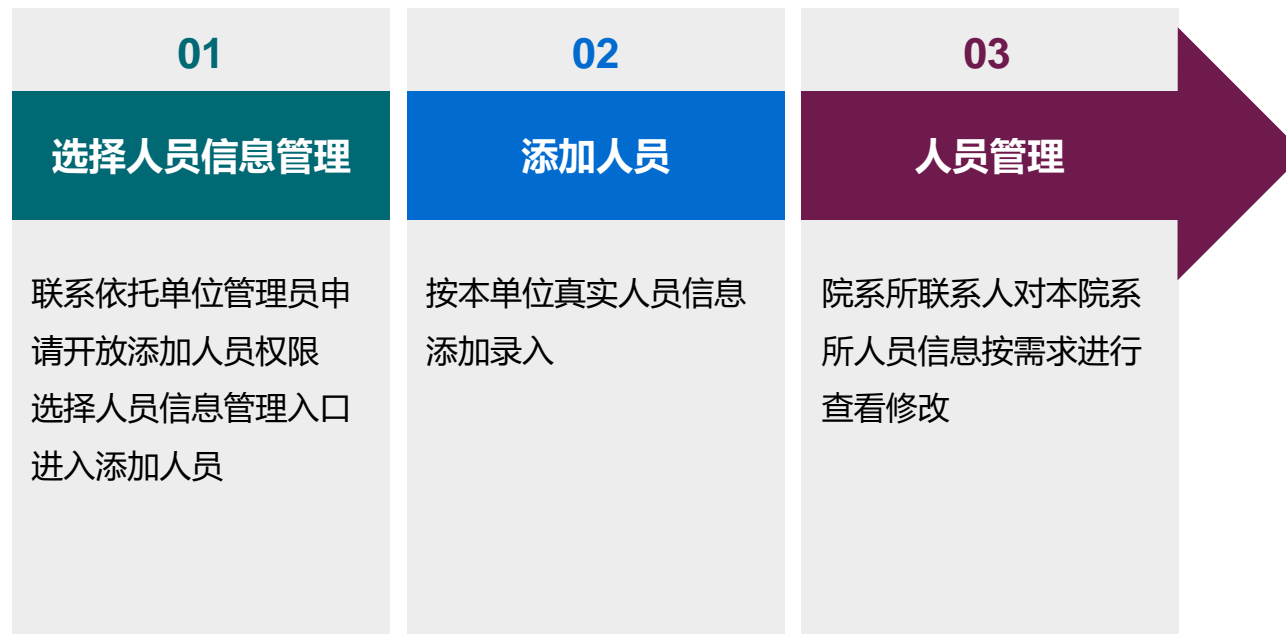 01
选择人员信息管理
联系依托单位管理员申
请开放添加人员权限
选择人员信息管理入口
进入添加人员
02
添加人员
按本单位真实人员信息
添加录入
03
人员管理
院系所联系人对本院系
所人员信息按需求进行
查看修改